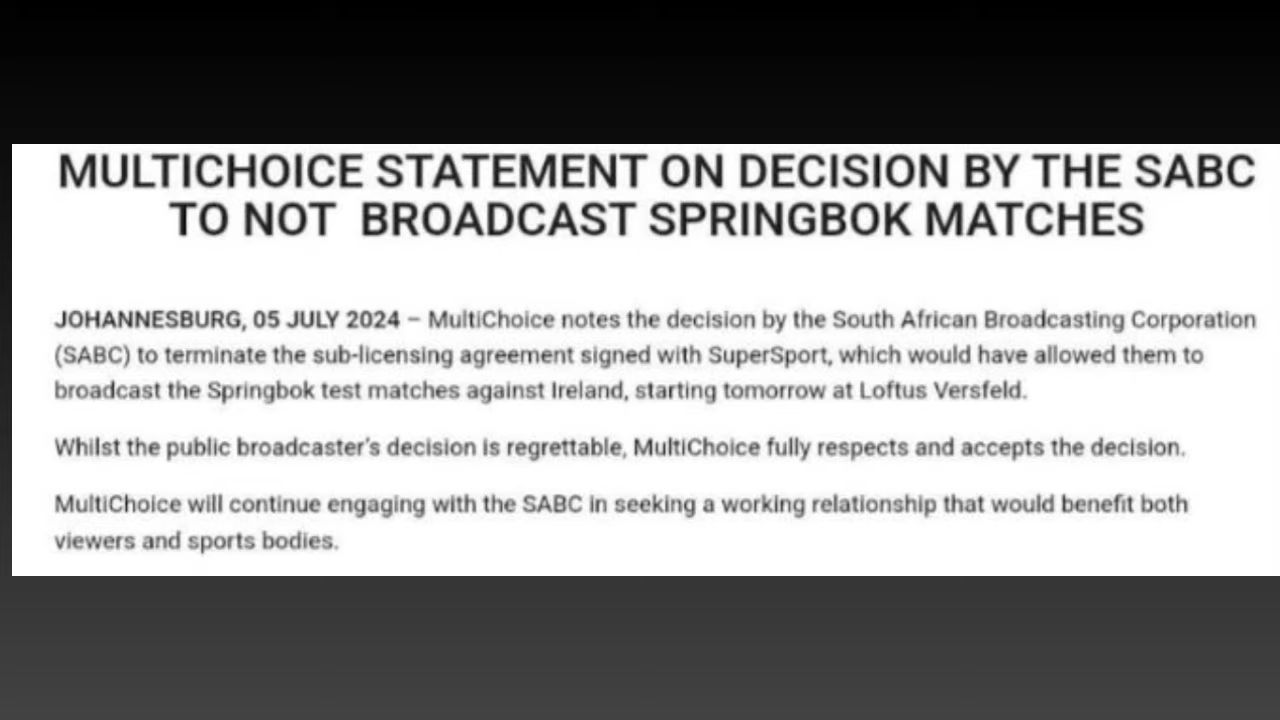 MULTICHOICE STATEMENT ON DECISION BY THE SABC
TO NOT  BROADCAST SPRINGBOK MATCHES
JOHANNESBURG, 05 JULY 2024 – MultiChoice notes the decision by the South African Broadcasting Corporation
(SABC) to terminate the sub-licensing agreement signed with SuperSport, which would have allowed them to
broadcast the Springbok test matches against Ireland, starting tomorrow at Loftus Versfeld.
Whilst the public broadcaster's decision is regrettable, MultiChoice fully respects and accepts the decision.
MultiChoice will continue engaging with the SABC in seeking a working relationship that would benefit both
viewers and sports bodies.